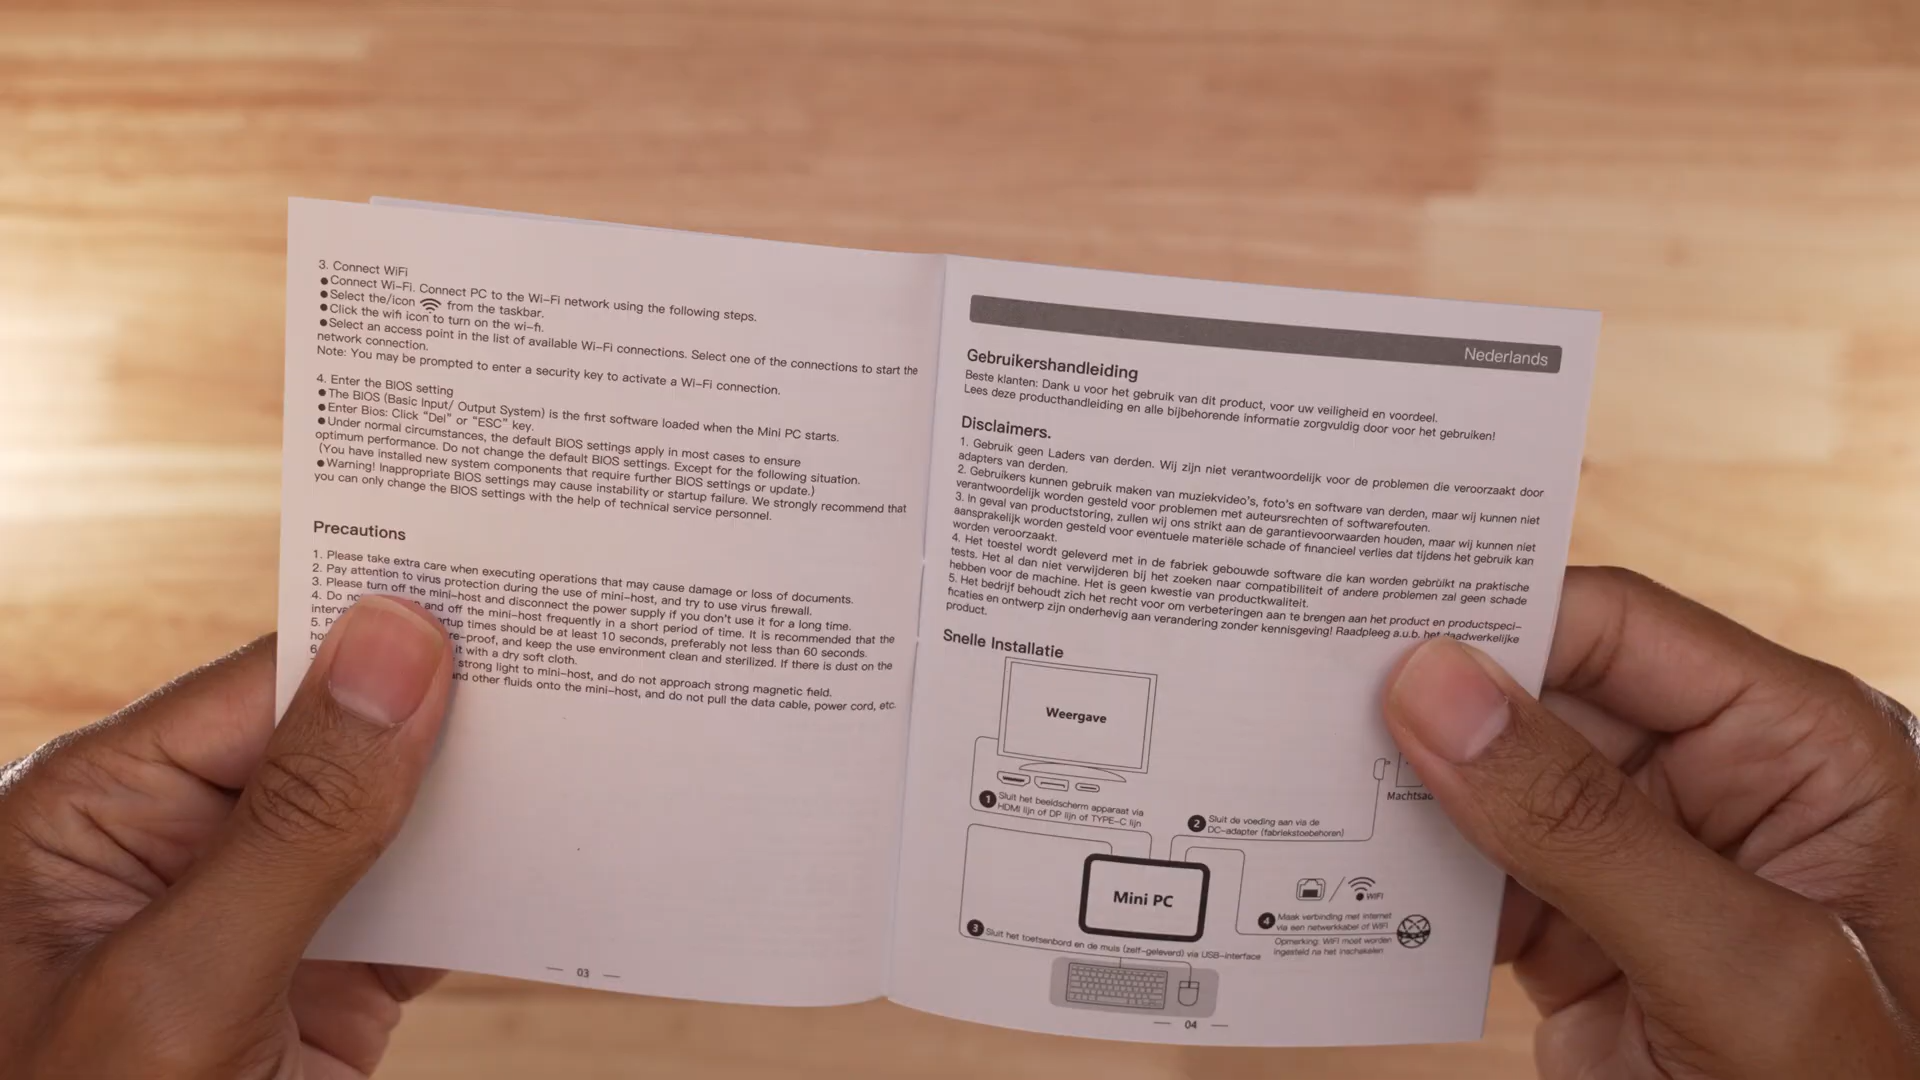 3. Connect WiFi
●Connect Wi-Fi. Connect PC to the Wi-Fi network using the following steps.
●Select the/icon from the taskbar.
●Click the wifi icon to turn on the wi-fi.
●Select an access point in the list of available Wi-Fi connections. Select one of the connections to start the
network connection.
Note: You may be prompted to enter a security key to activate a Wi-Fi connection.
4. Enter the BIOS setting
●The BIOS (Basic Input/ Output System) is the first software loaded when the Mini PC starts.
●Enter Bios: Click "Del" or "ESC" key.
●Under normal circumstances, the default BIOS settings apply in most cases to ensure
optimum performance. Do not change the default BIOS settings. Except for the following situation.
(You have installed new system components that require further BIOS settings or update.)
●Warning! Inappropriate BIOS settings may cause instability or startup failure. We strongly recommend that
you can only change the BIOS settings with the help of technical service personnel.
Precautions
1. Please take extra care when executing operations that may cause damage or loss of documents.
2. Pay attention to virus protection during the use of mini-host, and try to use virus firewall.
3. Please turn off the mini-host and disconnect the power supply if you don't use it for a long time.
4. Do and off the mini-host frequently in a short period of time. It is recommended that the
times should be at least 10 seconds, preferably not less than 60 seconds.
5. and keep the use environment clean and sterilized. If there is dust on the
it with a dry soft cloth.
6 strong light to mini-host, and do not approach strong magnetic field.
and other fluids onto the mini-host, and do not pull the data cable, power cord, etc.
03
Nederlands
Gebruikershandleiding
Beste klanten: Dank u voor het gebruik van dit product, voor uw veiligheid en voordeel.
Lees deze producthandleiding en alle bijbehorende informatie zorgvuldig door voor het gebruiken!
Disclaimers.
1. Gebruik geen Laders van derden. Wij zijn niet verantwoordelijk voor de problemen die veroorzaakt door
adapters van derden.
2. Gebruikers kunnen gebruik maken van muziekvideo's, foto's en software van derden, maar wij kunnen niet
verantwoordelijk worden gesteld voor problemen met auteursrechten of softwarefouten.
3. In geval van productstoring, zullen wij ons strikt aan de garantievoorwaarden houden, maar wij kunnen niet
aansprakelijk worden gesteld voor eventuele materiële schade of financieel verlies dat tijdens het gebruik kan
worden veroorzaakt.
4. Het toestel wordt geleverd met in de fabriek gebouwde software die kan worden gebruikt na praktische
tests. Het al dan niet verwijderen bij het zoeken naar compatibiliteit of andere problemen zal geen schade
hebben voor de machine. Het is geen kwestie van productkwaliteit.
5. Het bedrijf behoudt zich het recht voor om verbeteringen aan te brengen aan het product en productspeci-
ficaties en ontwerp zijn onderhevig aan verandering zonder kennisgeving! Raadpleeg a.u.b. het daadwerkelijke
product.
Snelle Installatie
Weergave
1 Sluit het beeldscherm apparaat via
HDMI lijn of DP lijn of TYPE-C lijn
2 Sluit de voeding aan via de
DC-adapter (fabriekstoebehoren)
Mini PC
WIFI
4 Maak verbinding met internet
via een netwerkkabel of WIFI
Opmerking: WIFI moet worden
ingesteld na het inschakelen
3 Sluit het toetsenbord en de muis (zelf-geleverd) via USB-interface
04